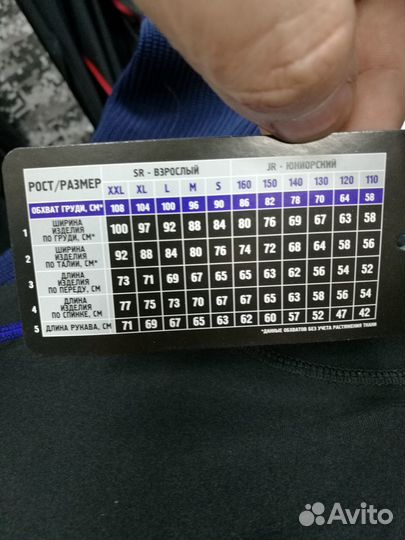 SR - ВЗРОСЛЫЙ JR - ЮНИОРСКИЙ
РОСТ/РАЗМЕР XXL XL L M S 160 150 140 130 120 110
ОБХВАТ ГРУДИ, СМ* 108 104 100 96 90 86 82 78 70 64 58
1 ШИРИНА ИЗДЕЛИЯ ПО ГРУДИ, СМ* 100 97 92 88 84 80 76 69 67 63 58
2 ШИРИНА ИЗДЕЛИЯ ПО ТАЛИИ, СМ* 92 88 84 80 76 74 72 68 64 58 56
3 ДЛИНА ИЗДЕЛИЯ ПО ПЕРЕДУ, СМ 73 71 69 67 65 65 63 62 56 54 52
4 ДЛИНА ИЗДЕЛИЯ ПО СПИНКЕ, СМ 77 75 73 70 67 67 65 63 58 56 54
5 ДЛИНА РУКАВА, СМ 71 69 67 65 63 62 60 57 52 47 42
*ДАННЫЕ ОБХВАТОВ БЕЗ УЧЕТА РАСТЯЖЕНИЯ ТКАНИ
Avito